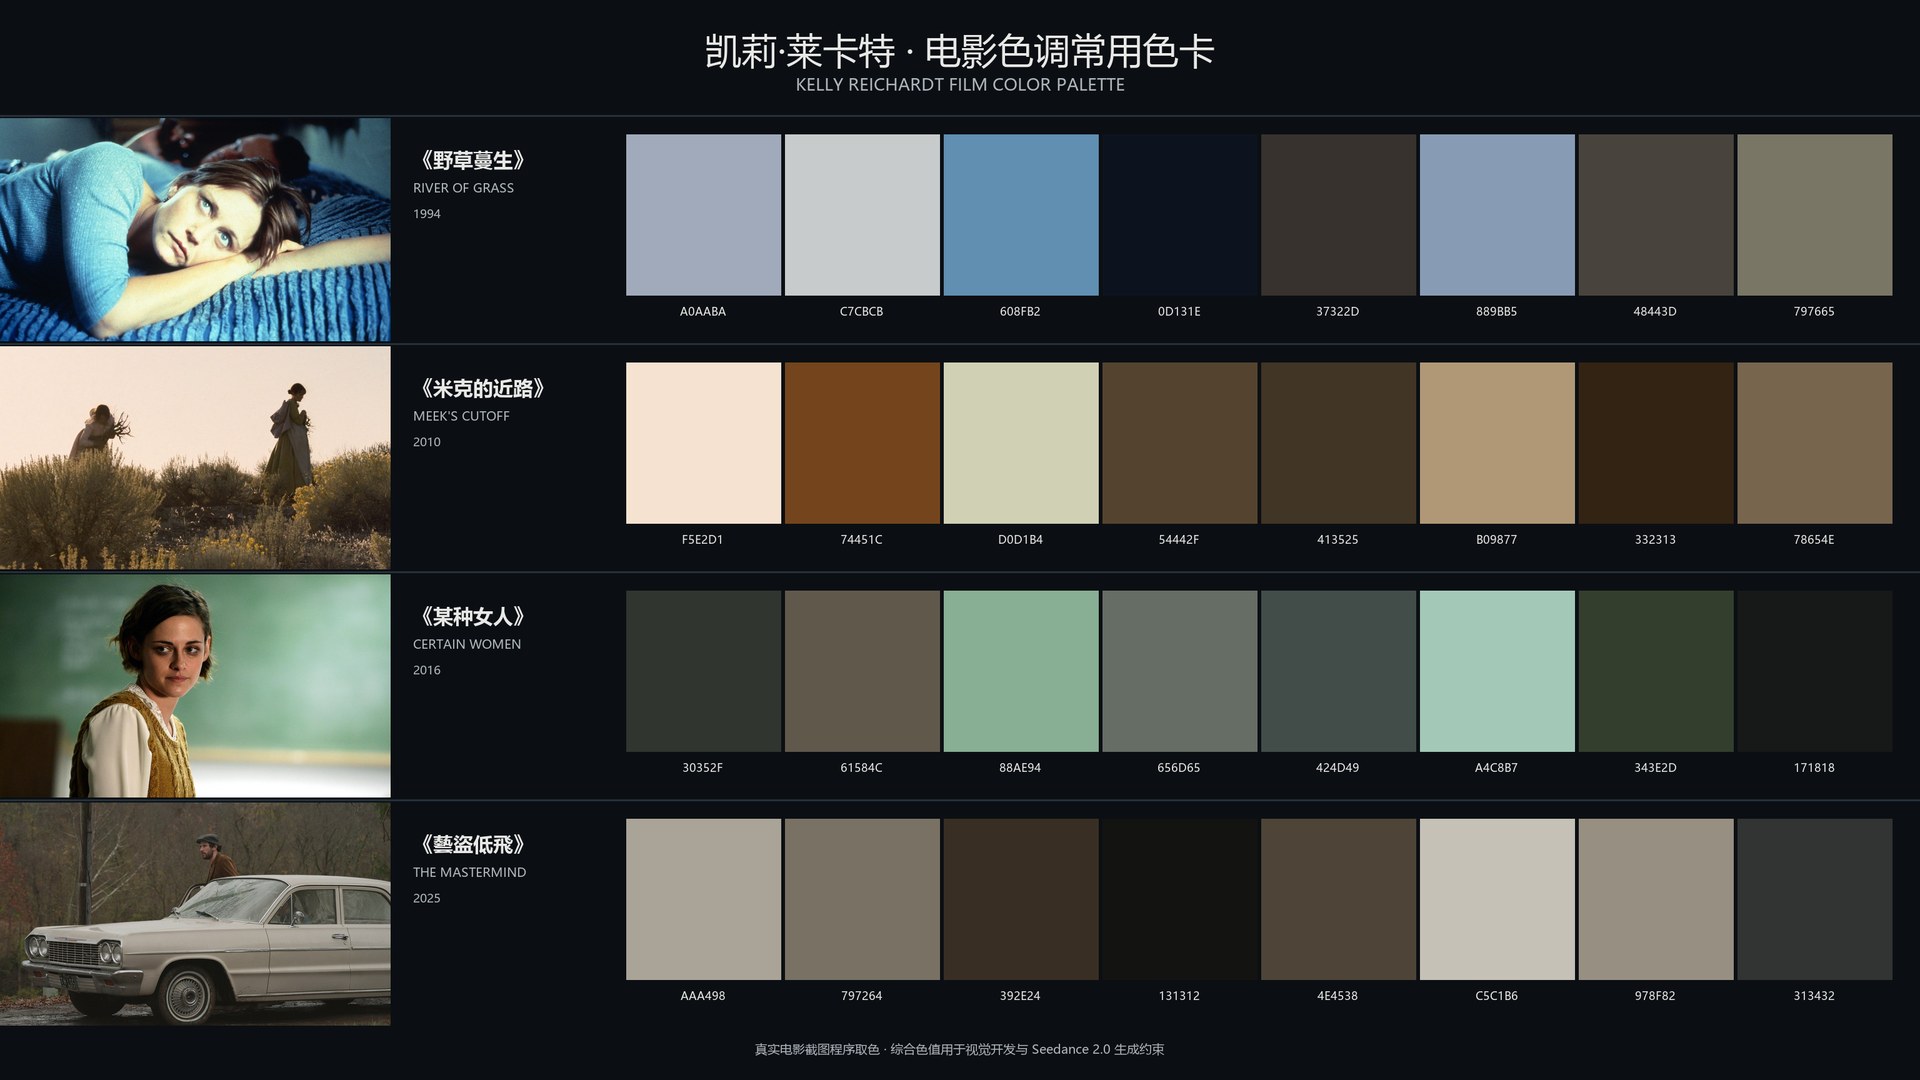 凯莉·莱卡特 · 电影色调常用色卡
KELLY REICHARDT FILM COLOR PALETTE
《野草蔓生》
RIVER OF GRASS
1994
A0AABA C7CBCB 608FB2 0D131E 37322D 889BB5 48443D 797665
《米克的近路》
MEEK'S CUTOFF
2010
F5E2D1 74451C D0D1B4 54442F 413525 B09877 332313 78654E
《某种女人》
CERTAIN WOMEN
2016
30352F 61584C 88AE94 656D65 424D49 A4C8B7 343E2D 171818
《藝盜低飛》
THE MASTERMIND
2025
AAA498 797264 392E24 131312 4E4538 C5C1B6 978F82 313432
真实电影截图程序取色 · 综合色值用于视觉开发与 Seedance 2.0 生成约束